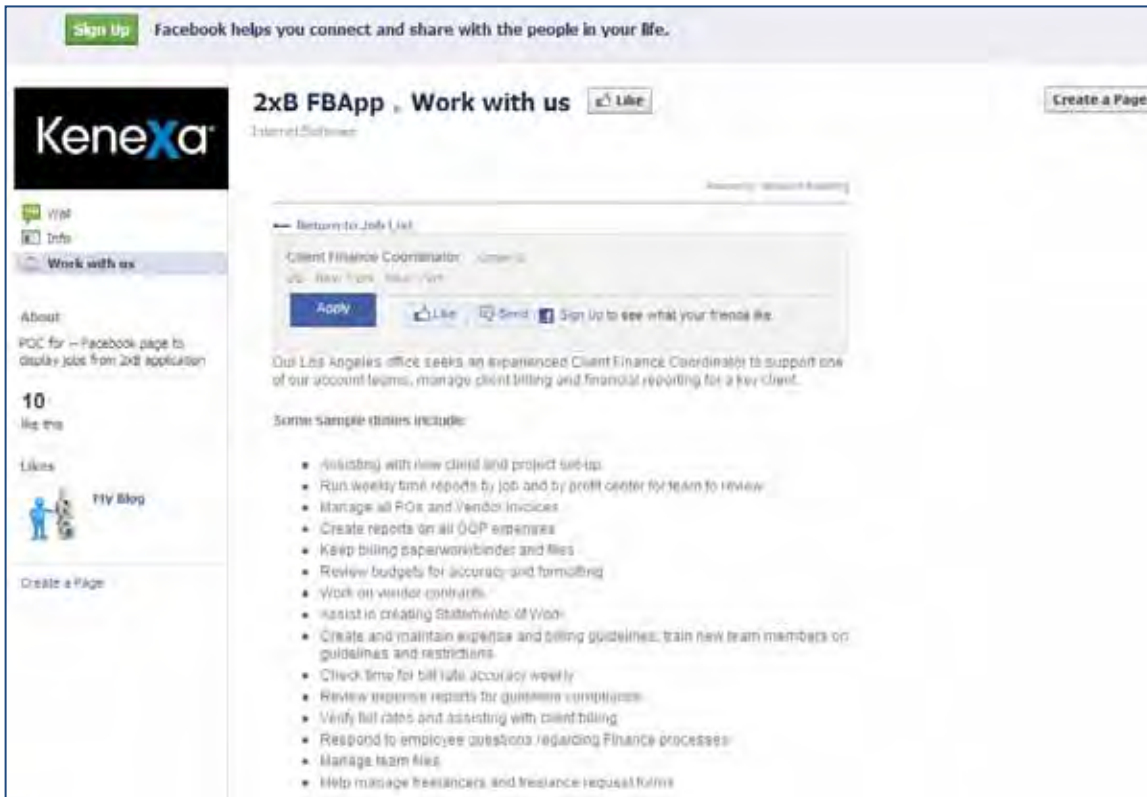 Sign Up Facebook helps you connect and share with the people in your life.
Kenexa
2xB FBApp . Work with us Like
Create a Page
Internet/Software
Wall
Info
Work with us
About
POC for -- Facebook page to
display jobs from 2xB application
10
like this
Likes
My Blog
Create a Page
Return to Job List
Client Finance Coordinator
New York New York
Apply Like Send Sign Up to see what your friends like.
Our Los Angeles office seeks an experienced Client Finance Coordinator to support one
of our account teams, manage client billing and financial reporting for a key client.
Some sample duties include:
Assisting with new client and project set-up
Run weekly time reports by job and by profit center for team to review
Manage all POs and Vendor Invoices
Create reports on all OOP expenses
Keep billing paperwork/binder and files
Review budgets for accuracy and formatting
Work on vendor contracts
Assist in creating Statements of Work
Create and maintain expense and billing guidelines, train new team members on
guidelines and restrictions
Check time for bill rate accuracy weekly
Review expense reports for guideline compliance
Verify bill rates and assisting with client billing
Respond to employee questions regarding Finance processes
Manage team files
Help manage freelancers and freelance request forms